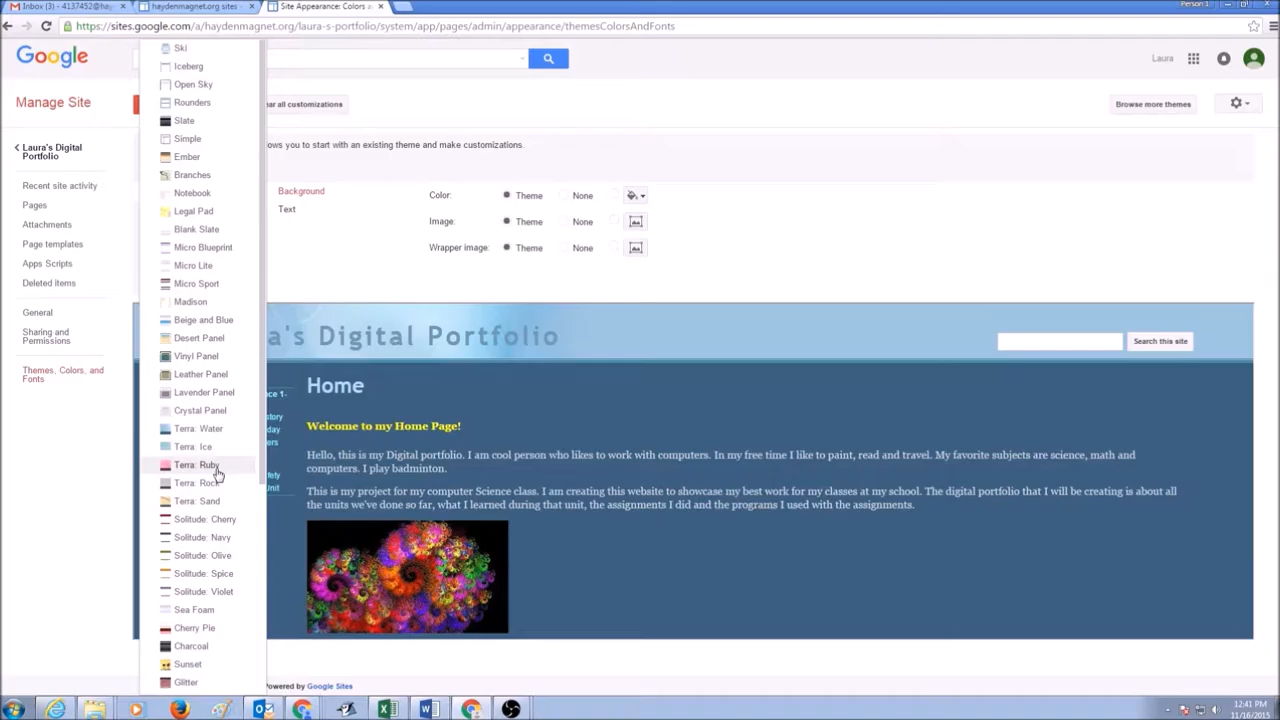 Inbox (3) - 4137452@hay
haydenmagnet.org sites -
Site Appearance: Colors a
Person 1
https://sites.google.com/a/haydenmagnet.org/laura-s-portfolio/system/app/pages/admin/appearance/themesColorsAndFonts
Google
Laura
Manage Site
ear all customizations
Browse more themes
Laura's Digital
Portfolio
Recent site activity
Pages
Attachments
Page templates
Apps Scripts
Deleted items
General
Sharing and
Permissions
Themes, Colors, and
Fonts
Ski
Iceberg
Open Sky
Rounders
Slate
Simple
Ember
Branches
Notebook
Legal Pad
Blank Slate
Micro Blueprint
Micro Lite
Micro Sport
Madison
Beige and Blue
Desert Panel
Vinyl Panel
Leather Panel
Lavender Panel
Crystal Panel
Terra: Water
Terra: Ice
Terra: Ruby
Terra: Rock
Terra: Sand
Solitude: Cherry
Solitude: Navy
Solitude: Olive
Solitude: Spice
Solitude: Violet
Sea Foam
Cherry Pie
Charcoal
Sunset
Glitter
ows you to start with an existing theme and make customizations.
Background
Text
Color: Theme None
Image: Theme None
Wrapper image: Theme None
a's Digital Portfolio
Search this site
ce 1-
story
day
ers
fety
Unit
Home
Welcome to my Home Page!
Hello, this is my Digital portfolio. I am cool person who likes to work with computers. In my free time I like to paint, read and travel. My favorite subjects are science, math and
computers. I play badminton.
This is my project for my computer Science class. I am creating this website to showcase my best work for my classes at my school. The digital portfolio that I will be creating is about all
the units we've done so far, what I learned during that unit, the assignments I did and the programs I used with the assignments.
Powered by Google Sites
12:41 PM
11/16/2015